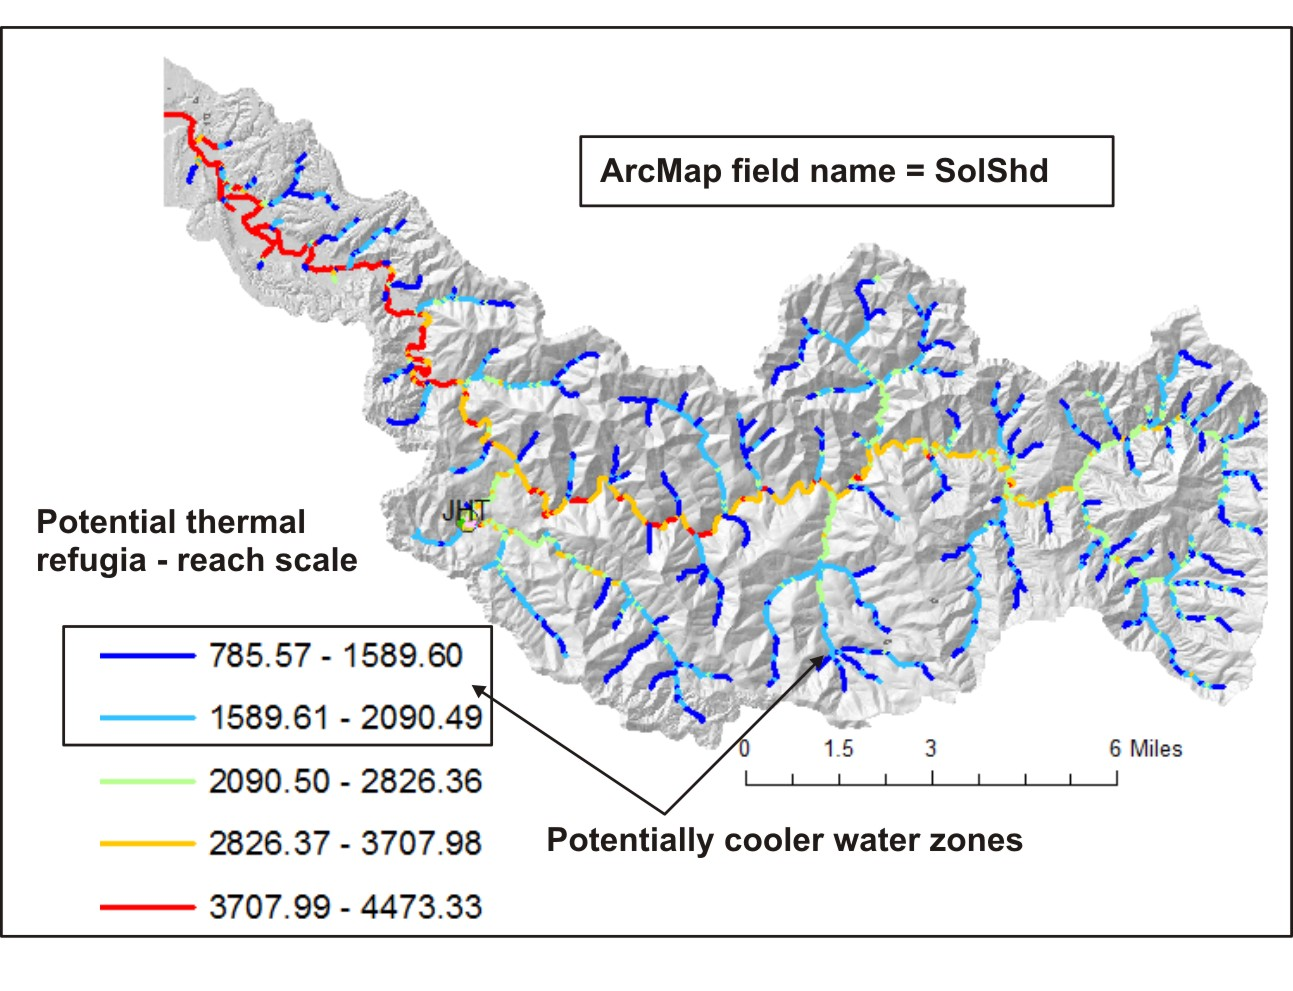 ArcMap field name = SolShd
JHT
Potential thermal
refugia - reach scale
785.57 - 1589.60
1589.61 - 2090.49
2090.50 - 2826.36
2826.37 - 3707.98
3707.99 - 4473.33
0 1.5 3 6 Miles
Potentially cooler water zones